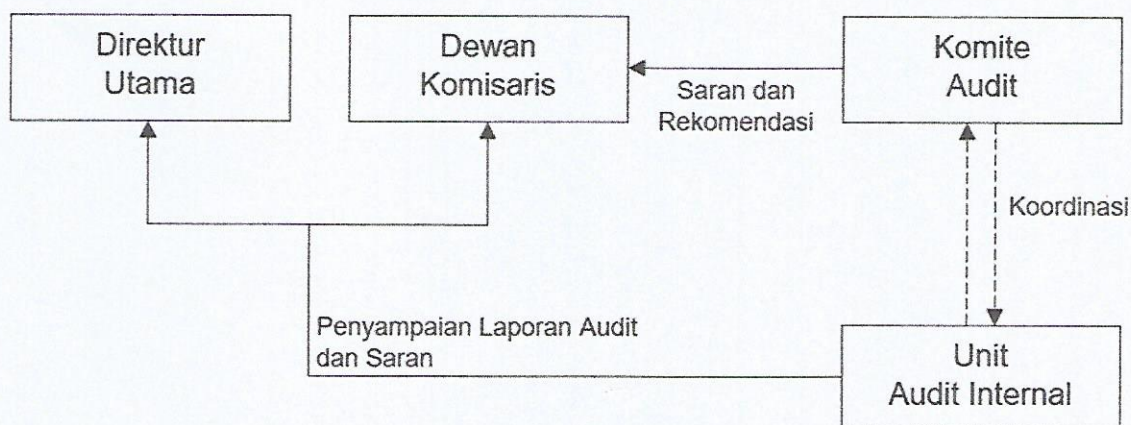 Direktur
Utama
Dewan
Komisaris
Saran dan
Rekomendasi
Komite
Audit
Koordinasi
Penyampaian Laporan Audit
dan Saran
Unit
Audit Internal